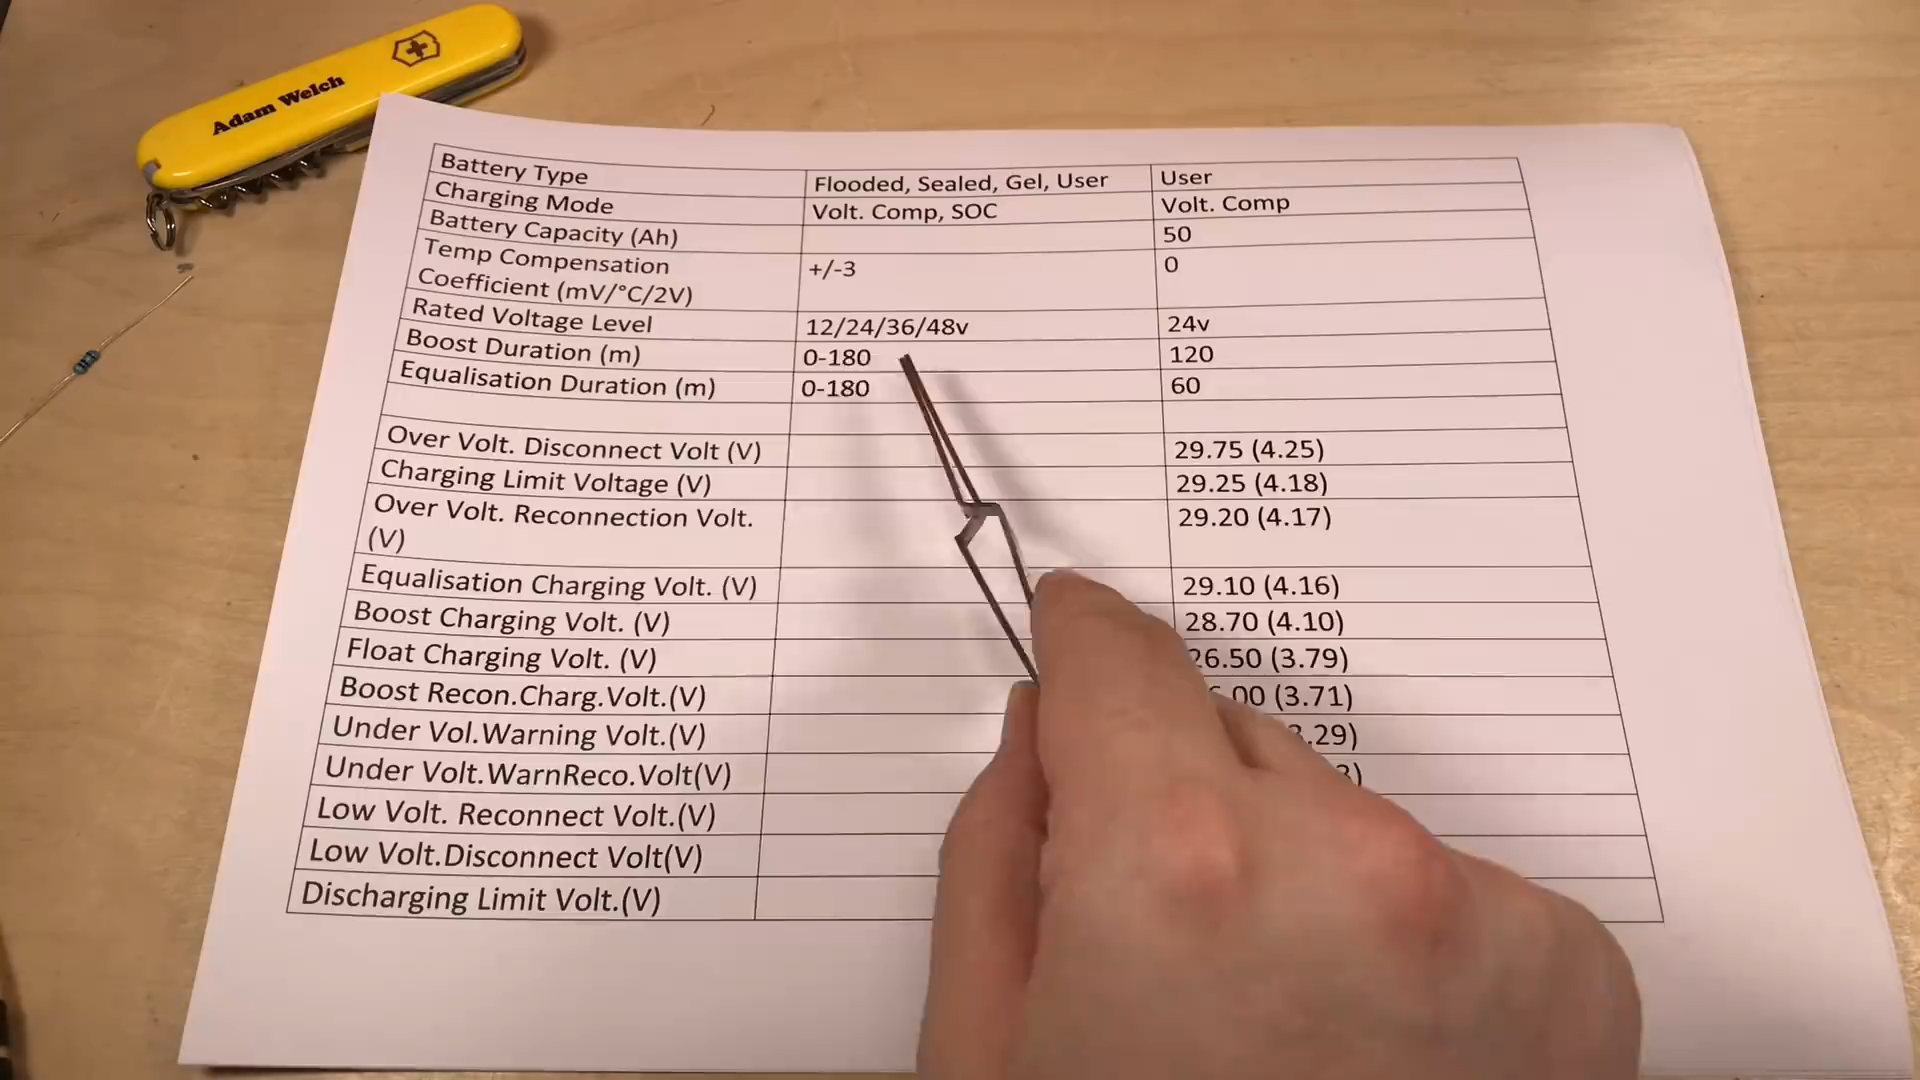 Adam Welch
Battery Type Flooded, Sealed, Gel, User User
Charging Mode Volt. Comp, SOC Volt. Comp
Battery Capacity (Ah) 50
Temp Compensation +/-3 0
Coefficient (mV/°C/2V)
Rated Voltage Level 12/24/36/48v 24v
Boost Duration (m) 0-180 120
Equalisation Duration (m) 0-180 60
Over Volt. Disconnect Volt (V) 29.75 (4.25)
Charging Limit Voltage (V) 29.25 (4.18)
Over Volt. Reconnection Volt. 29.20 (4.17)
(V)
Equalisation Charging Volt. (V) 29.10 (4.16)
Boost Charging Volt. (V) 28.70 (4.10)
Float Charging Volt. (V) 26.50 (3.79)
Boost Recon.Charg.Volt.(V) (3.71)
Under Vol.Warning Volt.(V)
Under Volt.WarnReco.Volt(V)
Low Volt. Reconnect Volt.(V)
Low Volt.Disconnect Volt(V)
Discharging Limit Volt.(V)